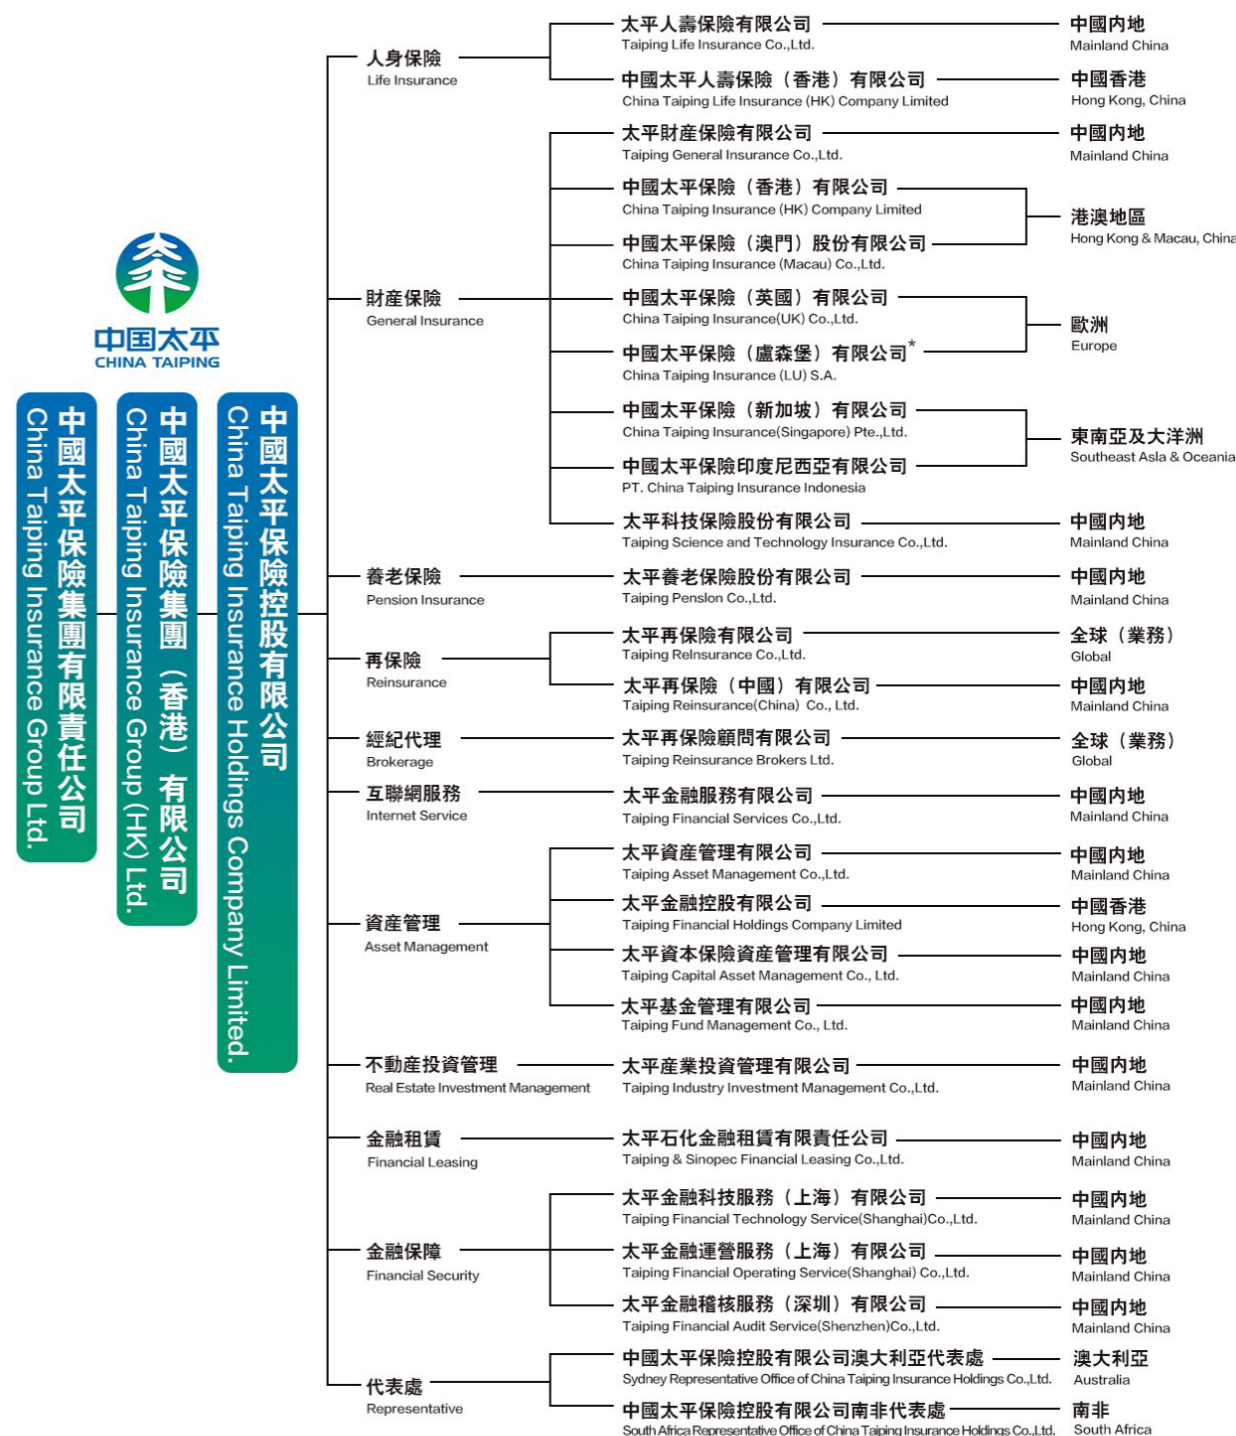 中国太平
CHINA TAIPING
中國太平保險集團有限責任公司
China Taiping Insurance Group Ltd.
中國太平保險集團（香港）有限公司
China Taiping Insurance Group (HK) Ltd.
中國太平保險控股有限公司
China Taiping Insurance Holdings Company Limited.
人身保險
Life Insurance
太平人壽保險有限公司
Taiping Life Insurance Co.,Ltd.
中國内地
Mainland China
中國太平人壽保險（香港）有限公司
China Taiping Life Insurance (HK) Company Limited
中國香港
Hong Kong, China
財產保險
General Insurance
太平財產保險有限公司
Taiping General Insurance Co.,Ltd.
中國内地
Mainland China
中國太平保險（香港）有限公司
China Taiping Insurance (HK) Company Limited
中國太平保險（澳門）股份有限公司
China Taiping Insurance (Macau) Co.,Ltd.
港澳地區
Hong Kong & Macau, China
中國太平保險（英國）有限公司
China Taiping Insurance(UK) Co.,Ltd.
中國太平保險（盧森堡）有限公司*
China Taiping Insurance (LU) S.A.
歐洲
Europe
中國太平保險（新加坡）有限公司
China Taiping Insurance(Singapore) Pte.,Ltd.
中國太平保險印度尼西亞有限公司
PT. China Taiping Insurance Indonesia
東南亞及大洋洲
Southeast Asla & Oceania
太平科技保險股份有限公司
Taiping Science and Technology Insurance Co.,Ltd.
中國内地
Mainland China
養老保險
Pension Insurance
太平養老保險股份有限公司
Taiping Penslon Co.,Ltd.
中國内地
Mainland China
再保險
Reinsurance
太平再保險有限公司
Taiping Relnsurance Co.,Ltd.
全球（業務）
Global
太平再保險（中國）有限公司
Taiping Reinsurance(China) Co., Ltd.
中國内地
Mainland China
經紀代理
Brokerage
太平再保險顧問有限公司
Taiping Reinsurance Brokers Ltd.
全球（業務）
Global
互聯網服務
Internet Service
太平金融服務有限公司
Taiping Financial Services Co.,Ltd.
中國内地
Mainland China
資產管理
Asset Management
太平資產管理有限公司
Taiping Asset Management Co.,Ltd.
中國内地
Mainland China
太平金融控股有限公司
Taiping Financial Holdings Company Limited
中國香港
Hong Kong, China
太平資本保險資產管理有限公司
Taiping Capital Asset Management Co., Ltd.
中國内地
Mainland China
太平基金管理有限公司
Taiping Fund Management Co., Ltd.
中國内地
Mainland China
不動產投資管理
Real Estate Investment Management
太平產業投資管理有限公司
Taiping Industry Investment Management Co.,Ltd.
中國内地
Mainland China
金融租賃
Financial Leasing
太平石化金融租賃有限責任公司
Taiping & Sinopec Financial Leasing Co.,Ltd.
中國内地
Mainland China
金融保障
Financial Security
太平金融科技服務（上海）有限公司
Taiping Financial Technology Service(Shanghai)Co.,Ltd.
中國内地
Mainland China
太平金融運營服務（上海）有限公司
Taiping Financial Operating Service(Shanghai) Co.,Ltd.
中國内地
Mainland China
太平金融稽核服務（深圳）有限公司
Taiping Financial Audit Service(Shenzhen)Co.,Ltd.
中國内地
Mainland China
代表處
Representative
中國太平保險控股有限公司澳大利亞代表處
Sydney Representative Office of China Taiping Insurance Holdings Co.,Ltd.
澳大利亞
Australia
中國太平保險控股有限公司南非代表處
South Africa Representative Office of China Taiping Insurance Holdings Co.,Ltd.
南非
South Africa